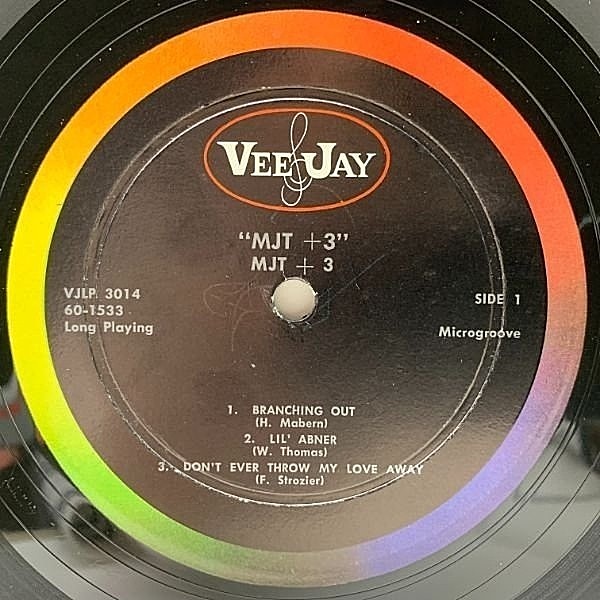 VEE JAY
"MJT +3"
MJT + 3
VJLP 3014
60-1533
Long Playing
SIDE 1
Microgroove
1. BRANCHING OUT
(H. Mabern)
2. LIL' ABNER
(W. Thomas)
3. DON'T EVER THROW MY LOVE AWAY
(F. Strozier)